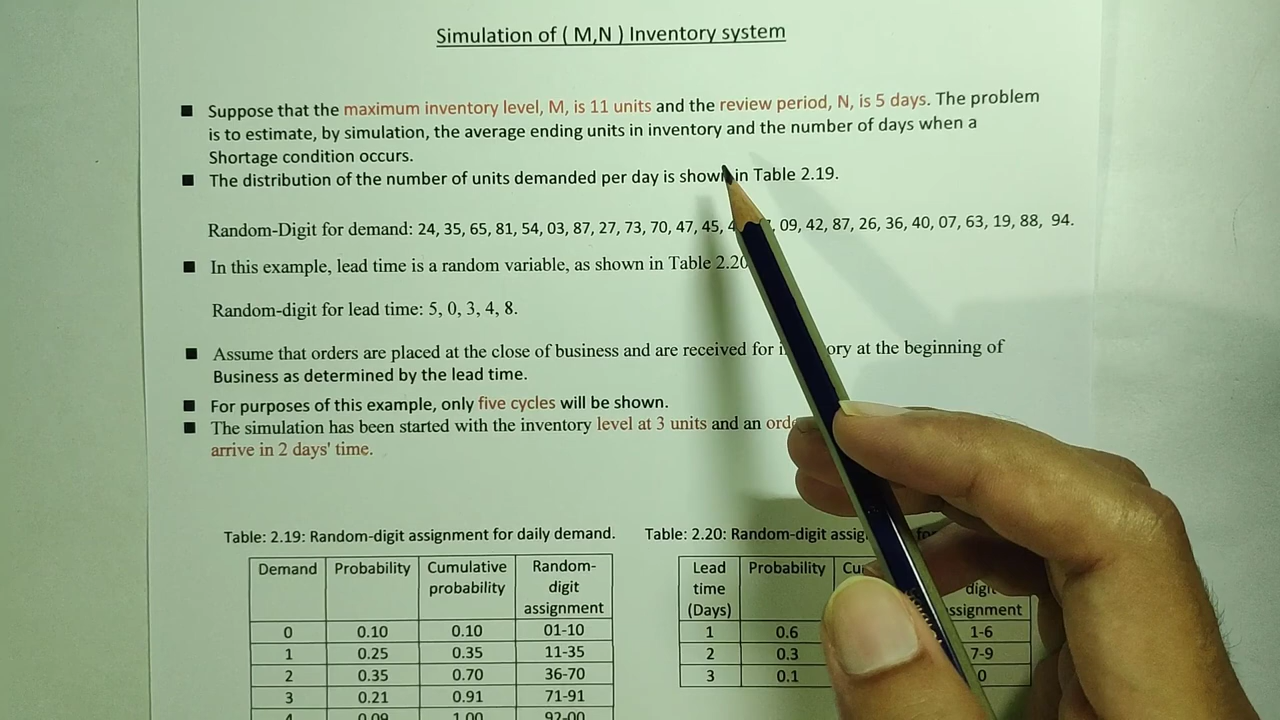 Simulation of ( M,N ) Inventory system
■ Suppose that the maximum inventory level, M, is 11 units and the review period, N, is 5 days. The problem
is to estimate, by simulation, the average ending units in inventory and the number of days when a
Shortage condition occurs.
■ The distribution of the number of units demanded per day is shown in Table 2.19.
Random-Digit for demand: 24, 35, 65, 81, 54, 03, 87, 27, 73, 70, 47, 45, 09, 42, 87, 26, 36, 40, 07, 63, 19, 88, 94.
■ In this example, lead time is a random variable, as shown in Table 2.20
Random-digit for lead time: 5, 0, 3, 4, 8.
■ Assume that orders are placed at the close of business and are received for at the beginning of
Business as determined by the lead time.
■ For purposes of this example, only five cycles will be shown.
■ The simulation has been started with the inventory level at 3 units and an
arrive in 2 days' time.
Table: 2.19: Random-digit assignment for daily demand. Table: 2.20: Random-digit
Demand Probability Cumulative probability Random-digit assignment
0 0.10 0.10 01-10
1 0.25 0.35 11-35
2 0.35 0.70 36-70
3 0.21 0.91 71-91
4 0.09 1.00 92-00
Lead time (Days) Probability
1 0.6 1-6
2 0.3 7-9
3 0.1 0